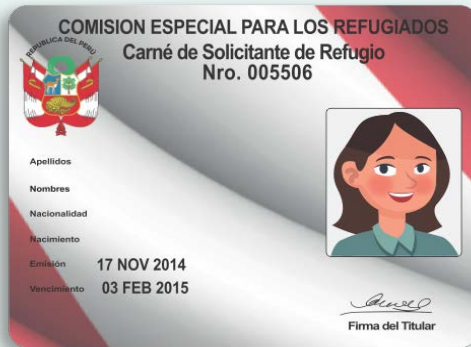 COMISION ESPECIAL PARA LOS REFUGIADOS
Carné de Solicitante de Refugio
Nro. 005506
REPUBLICA DEL PERÚ
Apellidos
Nombres
Nacionalidad
Nacimiento
Emisión 17 NOV 2014
Vencimiento 03 FEB 2015
Firma del Titular